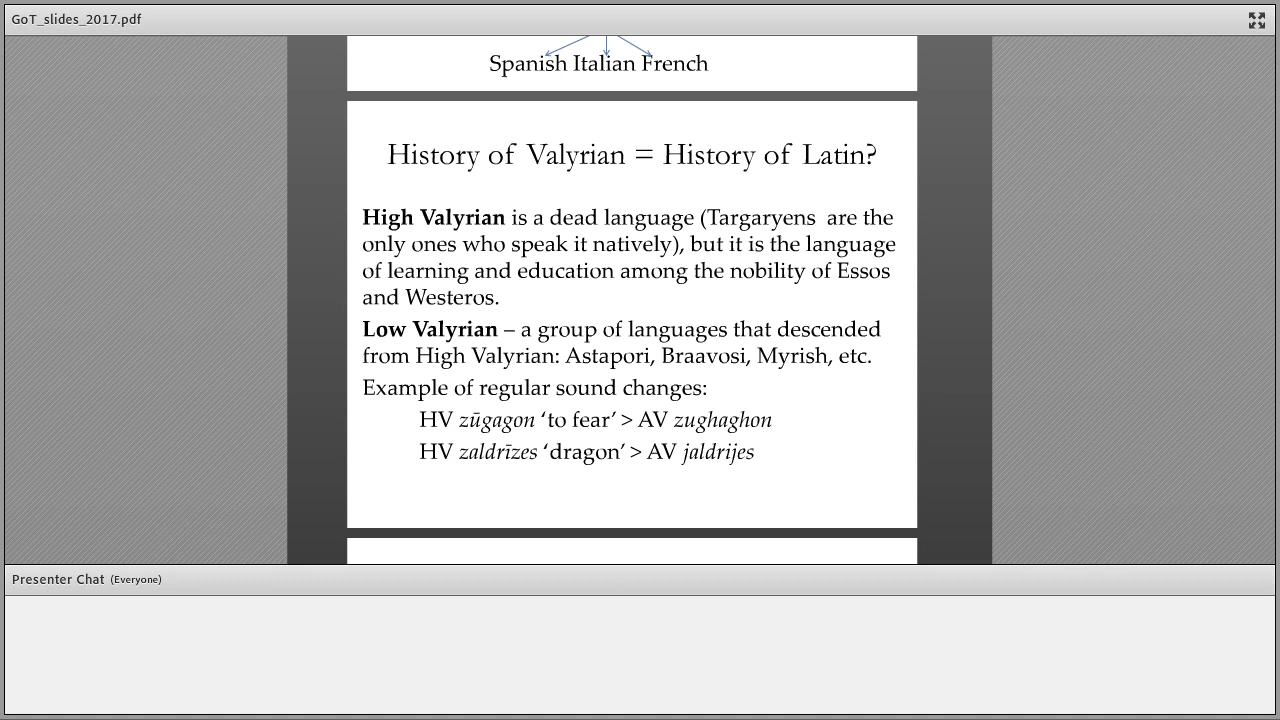 GoT_slides_2017.pdf
Spanish Italian French
History of Valyrian = History of Latin?
High Valyrian is a dead language (Targaryens  are the
only ones who speak it natively), but it is the language
of learning and education among the nobility of Essos
and Westeros.
Low Valyrian – a group of languages that descended
from High Valyrian: Astapori, Braavosi, Myrish, etc.
Example of regular sound changes:
HV zūgagon ‘to fear’ > AV zughaghon
HV zaldrīzes ‘dragon’ > AV jaldrijes
Presenter Chat (Everyone)